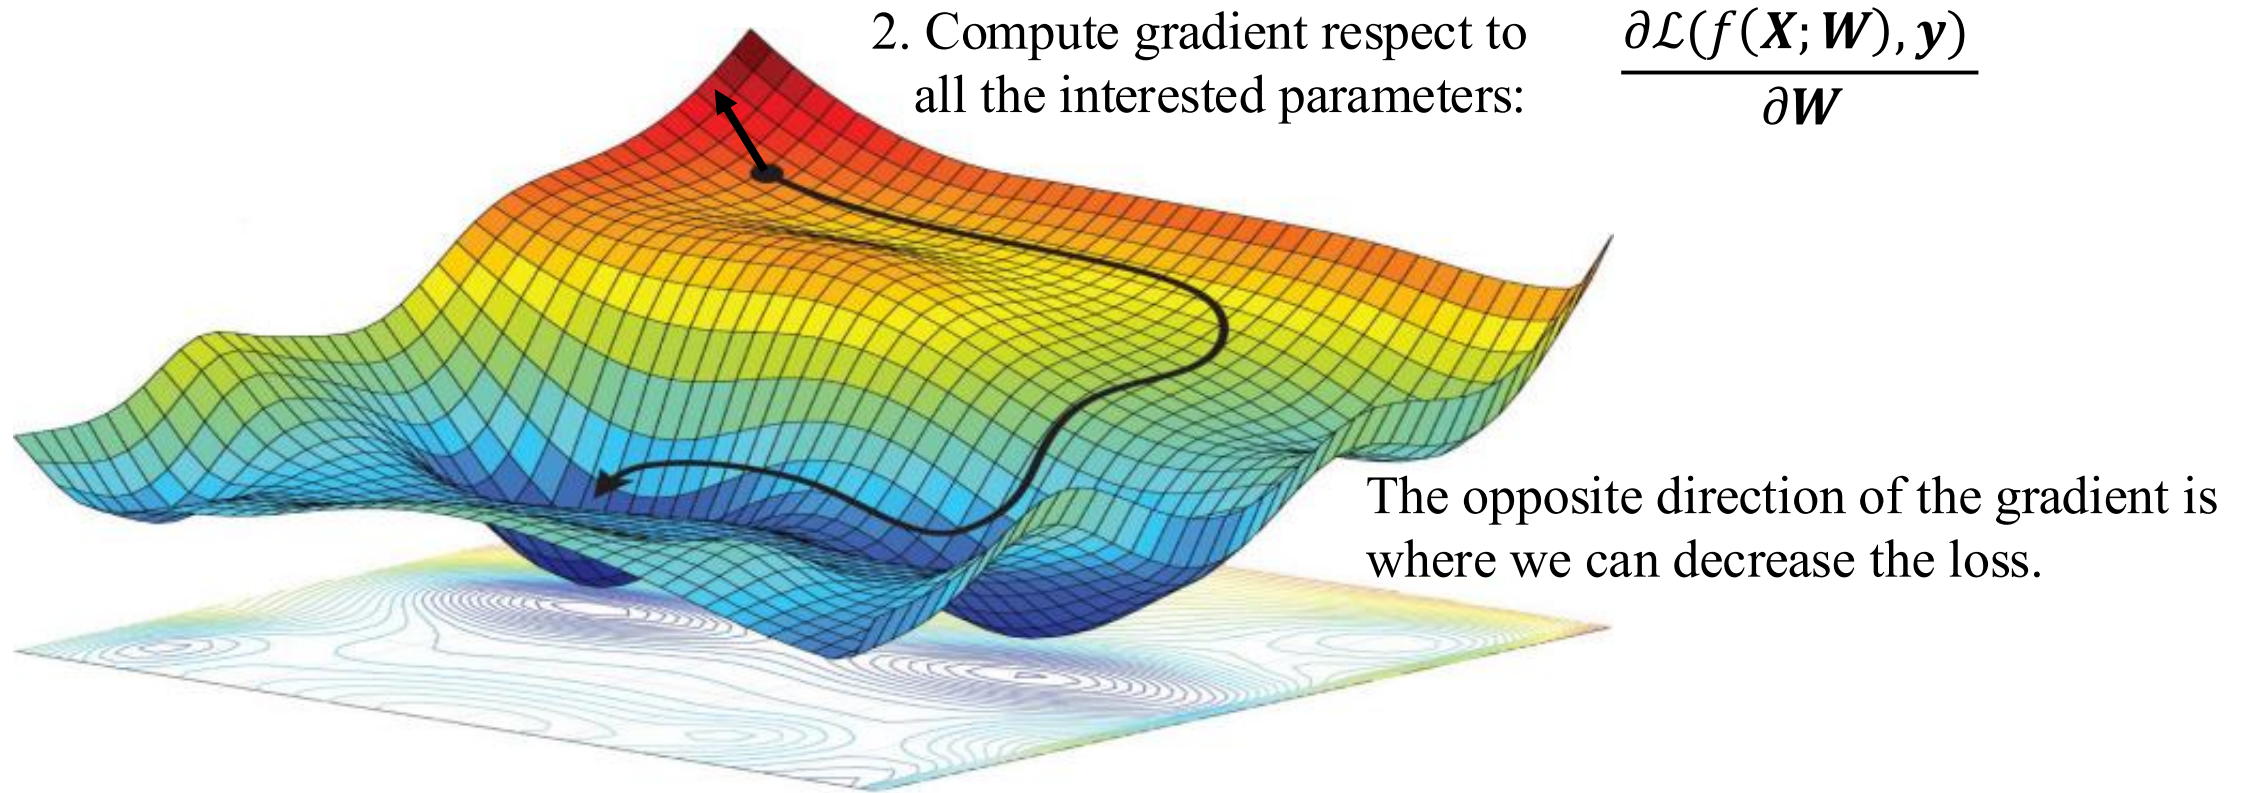 2. Compute gradient respect to
all the interested parameters:
∂ℒ(f(X; W), y)
∂W
The opposite direction of the gradient is
where we can decrease the loss.